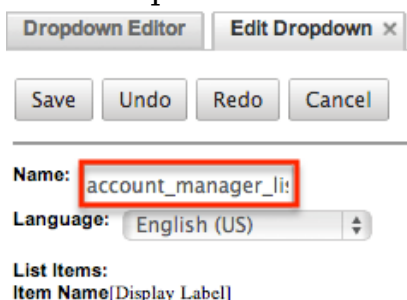 Dropdown Editor Edit Dropdown ×
Save Undo Redo Cancel
Name: account_manager_lis
Language: English (US)
List Items:
Item Name[Display Label]